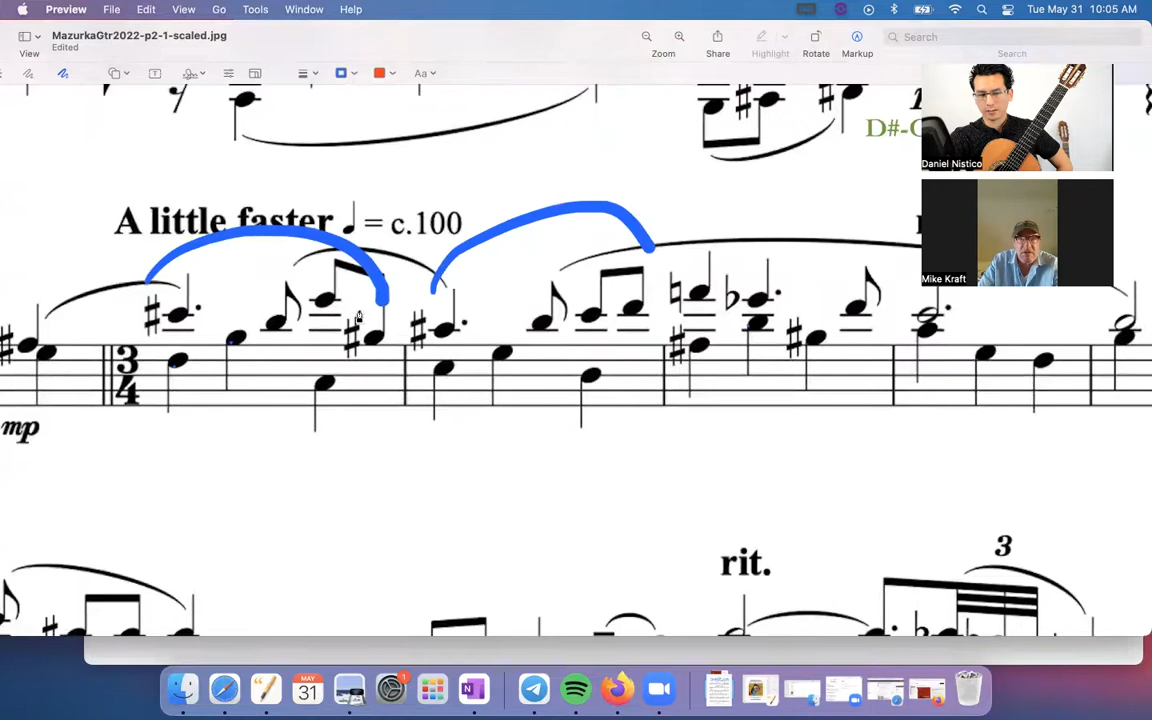 Preview File Edit View Go Tools Window Help Tue May 31 10:05 AM
MazurkaGtr2022-p2-1-scaled.jpg
Edited
View Zoom Share Highlight Rotate Markup Search
Search
Aa
D#-
Daniel Nistico
A little faster ♩ = c.100
Mike Kraft
3
4
mp
rit.
3
1
MAY
31